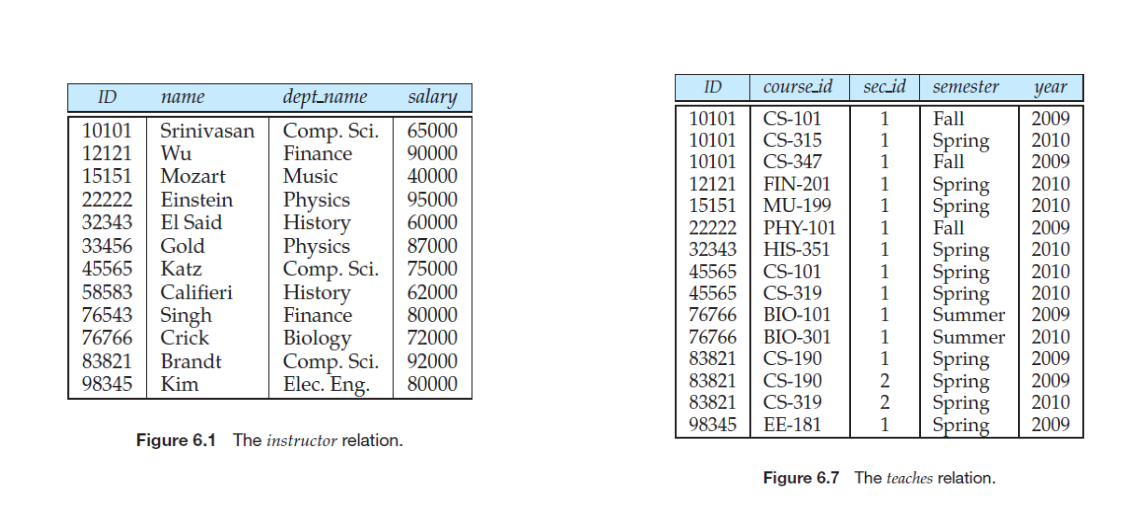 ID name dept_name salary
10101 Srinivasan Comp. Sci. 65000
12121 Wu Finance 90000
15151 Mozart Music 40000
22222 Einstein Physics 95000
32343 El Said History 60000
33456 Gold Physics 87000
45565 Katz Comp. Sci. 75000
58583 Califieri History 62000
76543 Singh Finance 80000
76766 Crick Biology 72000
83821 Brandt Comp. Sci. 92000
98345 Kim Elec. Eng. 80000
Figure 6.1 The instructor relation.
ID course_id sec_id semester year
10101 CS-101 1 Fall 2009
10101 CS-315 1 Spring 2010
10101 CS-347 1 Fall 2009
12121 FIN-201 1 Spring 2010
15151 MU-199 1 Spring 2010
22222 PHY-101 1 Fall 2009
32343 HIS-351 1 Spring 2010
45565 CS-101 1 Spring 2010
45565 CS-319 1 Spring 2010
76766 BIO-101 1 Summer 2009
76766 BIO-301 1 Summer 2010
83821 CS-190 1 Spring 2009
83821 CS-190 2 Spring 2009
83821 CS-319 2 Spring 2010
98345 EE-181 1 Spring 2009
Figure 6.7 The teaches relation.